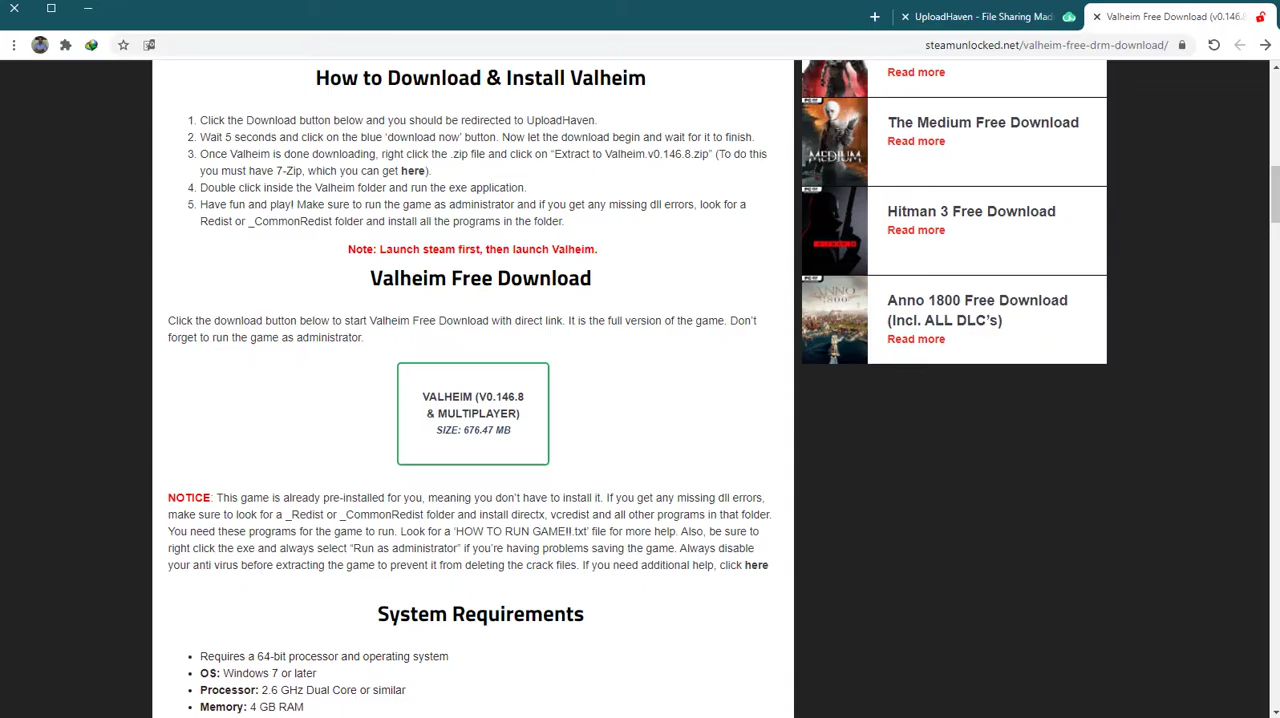 UploadHaven - File Sharing Mad
Valheim Free Download (v0.146.
steamunlocked.net/valheim-free-drm-download/
How to Download & Install Valheim
1. Click the Download button below and you should be redirected to UploadHaven.
2. Wait 5 seconds and click on the blue ‘download now’ button. Now let the download begin and wait for it to finish.
3. Once Valheim is done downloading, right click the .zip file and click on “Extract to Valheim.v0.146.8.zip” (To do this
you must have 7-Zip, which you can get here).
4. Double click inside the Valheim folder and run the exe application.
5. Have fun and play! Make sure to run the game as administrator and if you get any missing dll errors, look for a
Redist or _CommonRedist folder and install all the programs in the folder.
Note: Launch steam first, then launch Valheim.
Valheim Free Download
Click the download button below to start Valheim Free Download with direct link. It is the full version of the game. Don’t
forget to run the game as administrator.
VALHEIM (V0.146.8
& MULTIPLAYER)
SIZE: 676.47 MB
NOTICE: This game is already pre-installed for you, meaning you don’t have to install it. If you get any missing dll errors,
make sure to look for a _Redist or _CommonRedist folder and install directx, vcredist and all other programs in that folder.
You need these programs for the game to run. Look for a ‘HOW TO RUN GAME!!.txt’ file for more help. Also, be sure to
right click the exe and always select “Run as administrator” if you’re having problems saving the game. Always disable
your anti virus before extracting the game to prevent it from deleting the crack files. If you need additional help, click here
System Requirements
• Requires a 64-bit processor and operating system
• OS: Windows 7 or later
• Processor: 2.6 GHz Dual Core or similar
• Memory: 4 GB RAM
Read more
MEDIUM
The Medium Free Download
Read more
Hitman 3 Free Download
Read more
ANNO
1800
Anno 1800 Free Download
(Incl. ALL DLC’s)
Read more